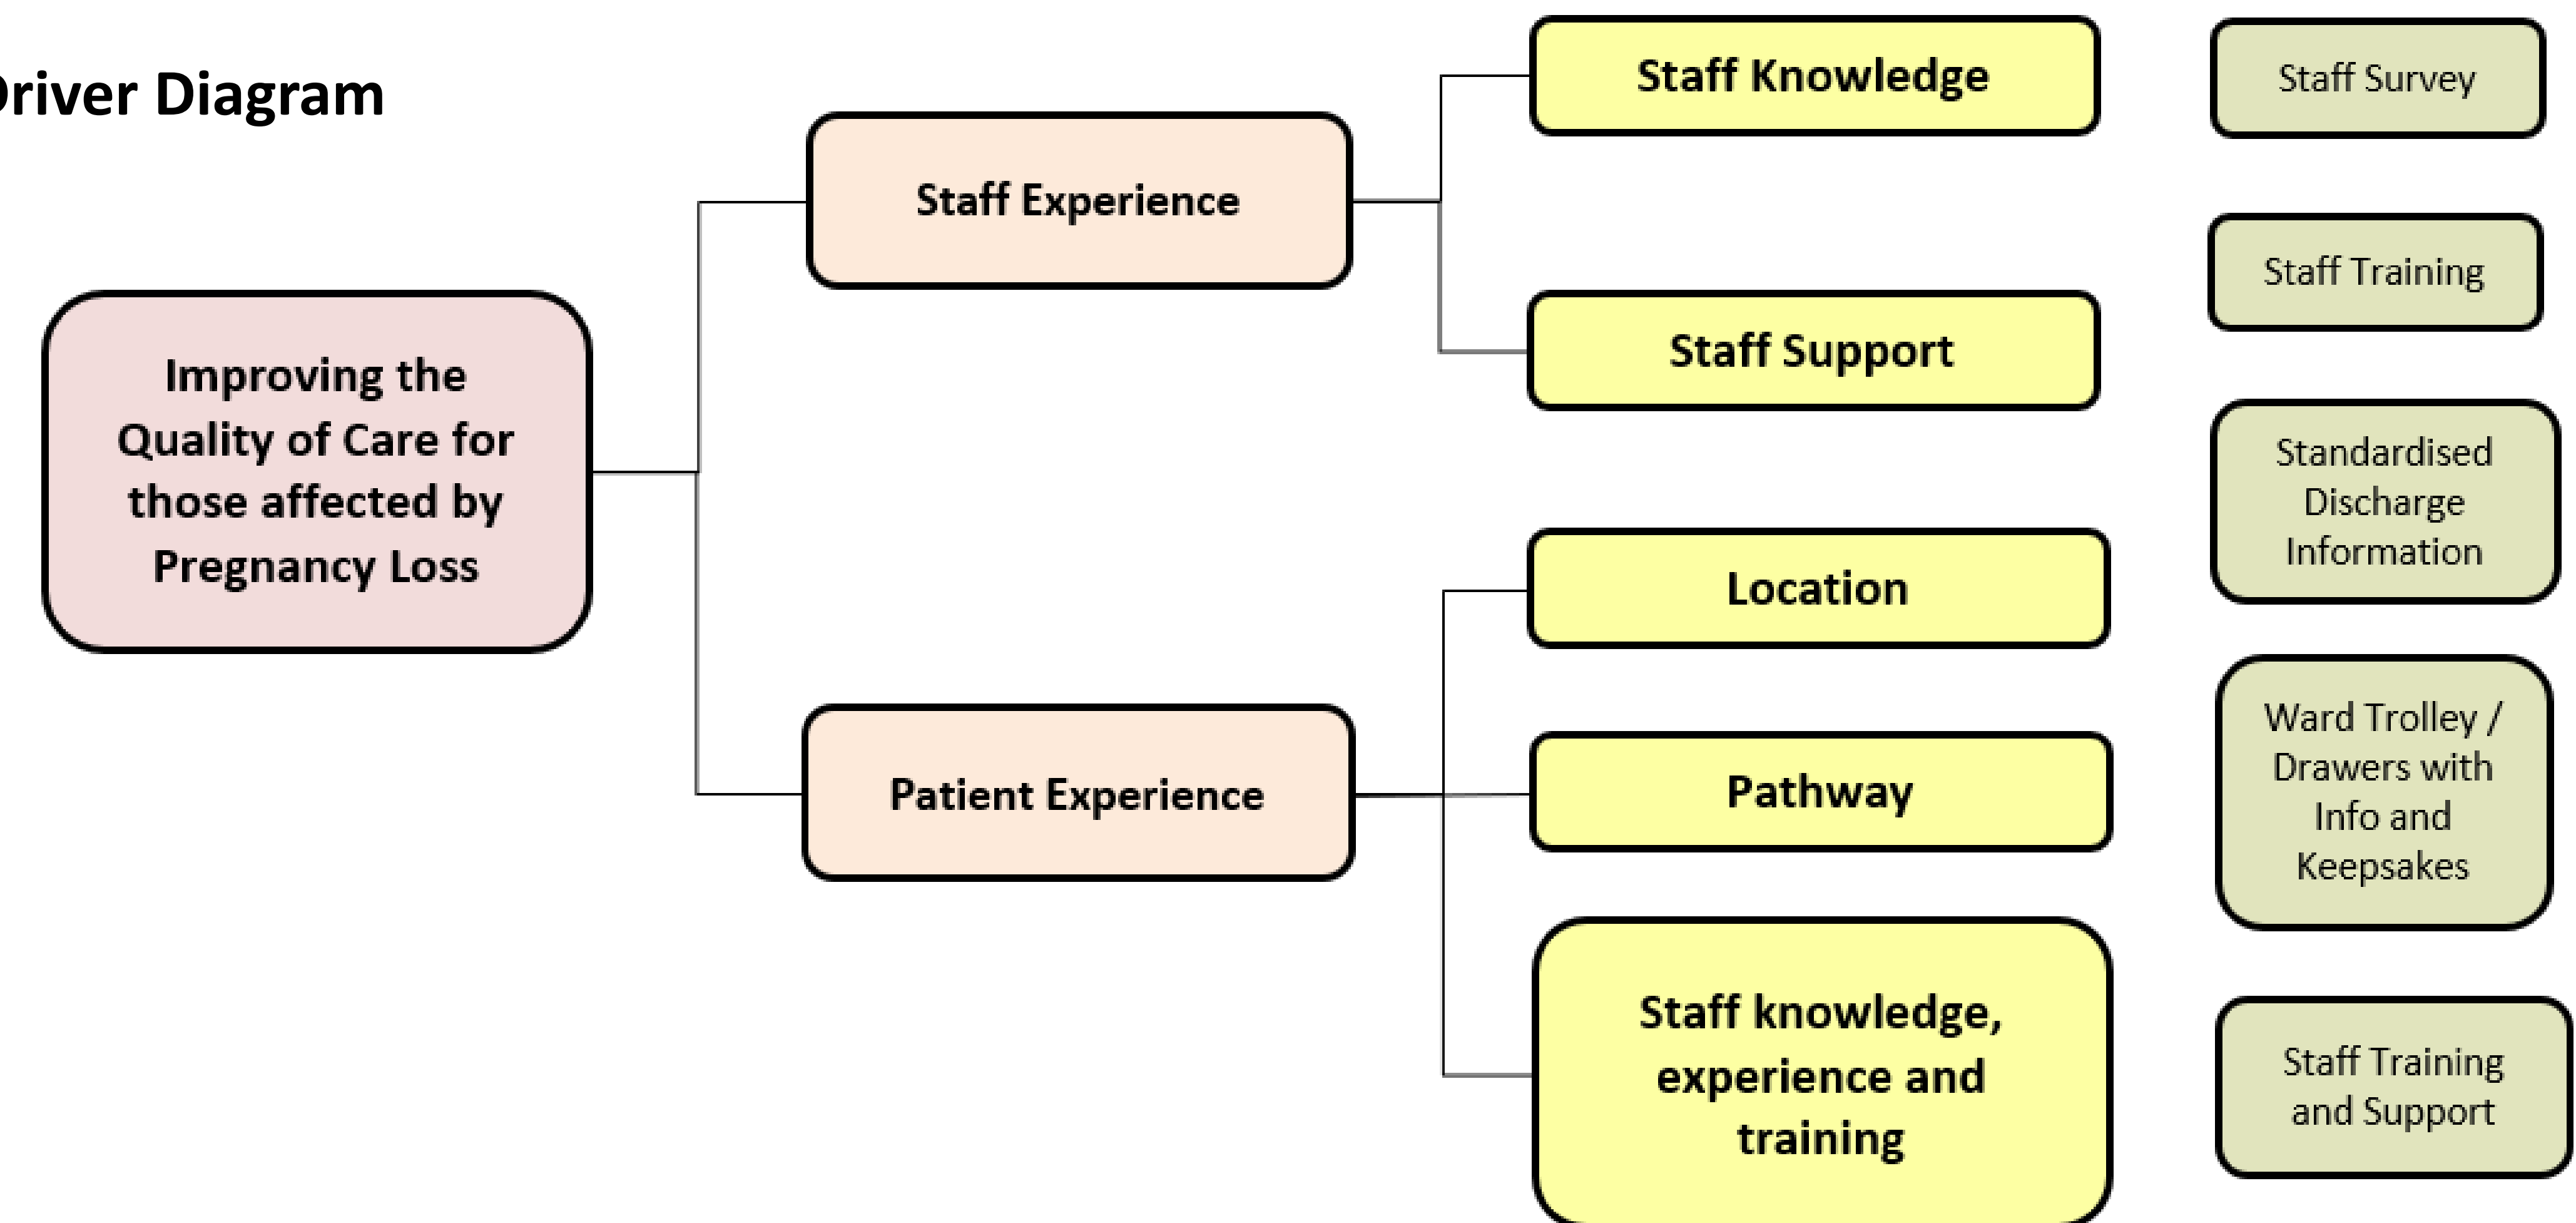 Driver Diagram
Improving the
Quality of Care for
those affected by
Pregnancy Loss
Staff Experience
Patient Experience
Staff Knowledge
Staff Support
Location
Pathway
Staff knowledge,
experience and
training
Staff Survey
Staff Training
Standardised
Discharge
Information
Ward Trolley /
Drawers with
Info and
Keepsakes
Staff Training
and Support